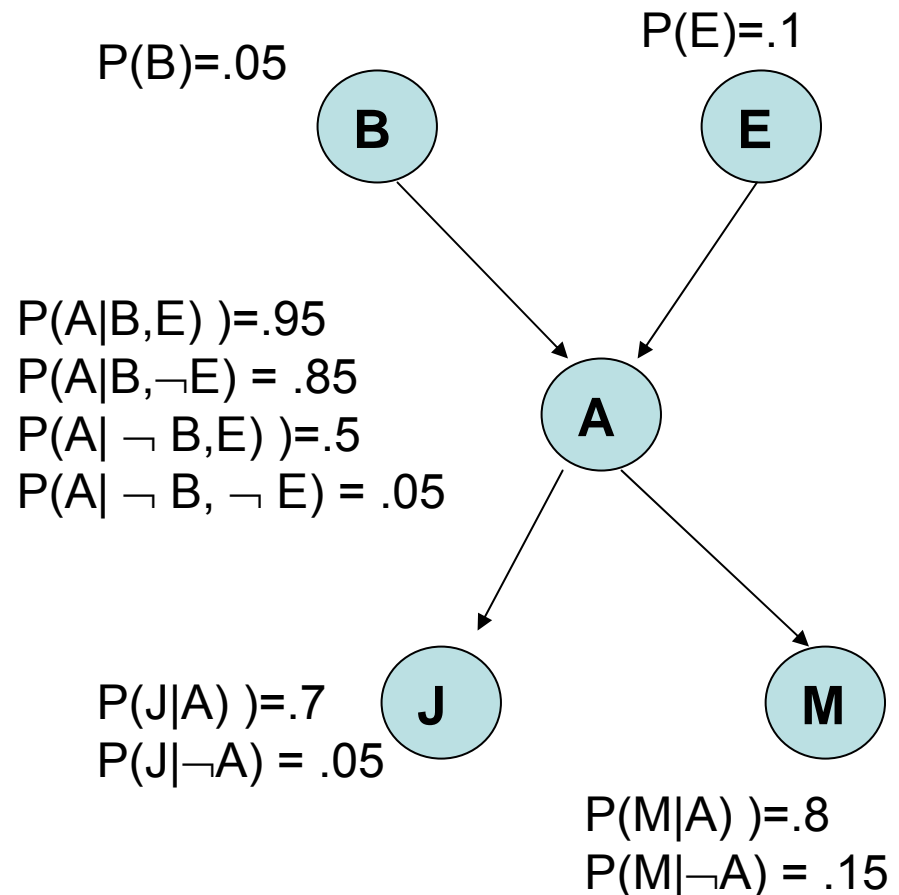 P(E)=.1
P(B)=.05
B
E
P(A|B,E) )=.95
P(A|B,¬E) = .85
P(A| ¬ B,E) )=.5
P(A| ¬ B, ¬ E) = .05
A
P(J|A) )=.7
P(J|¬A) = .05
J
M
P(M|A) )=.8
P(M|¬A) = .15